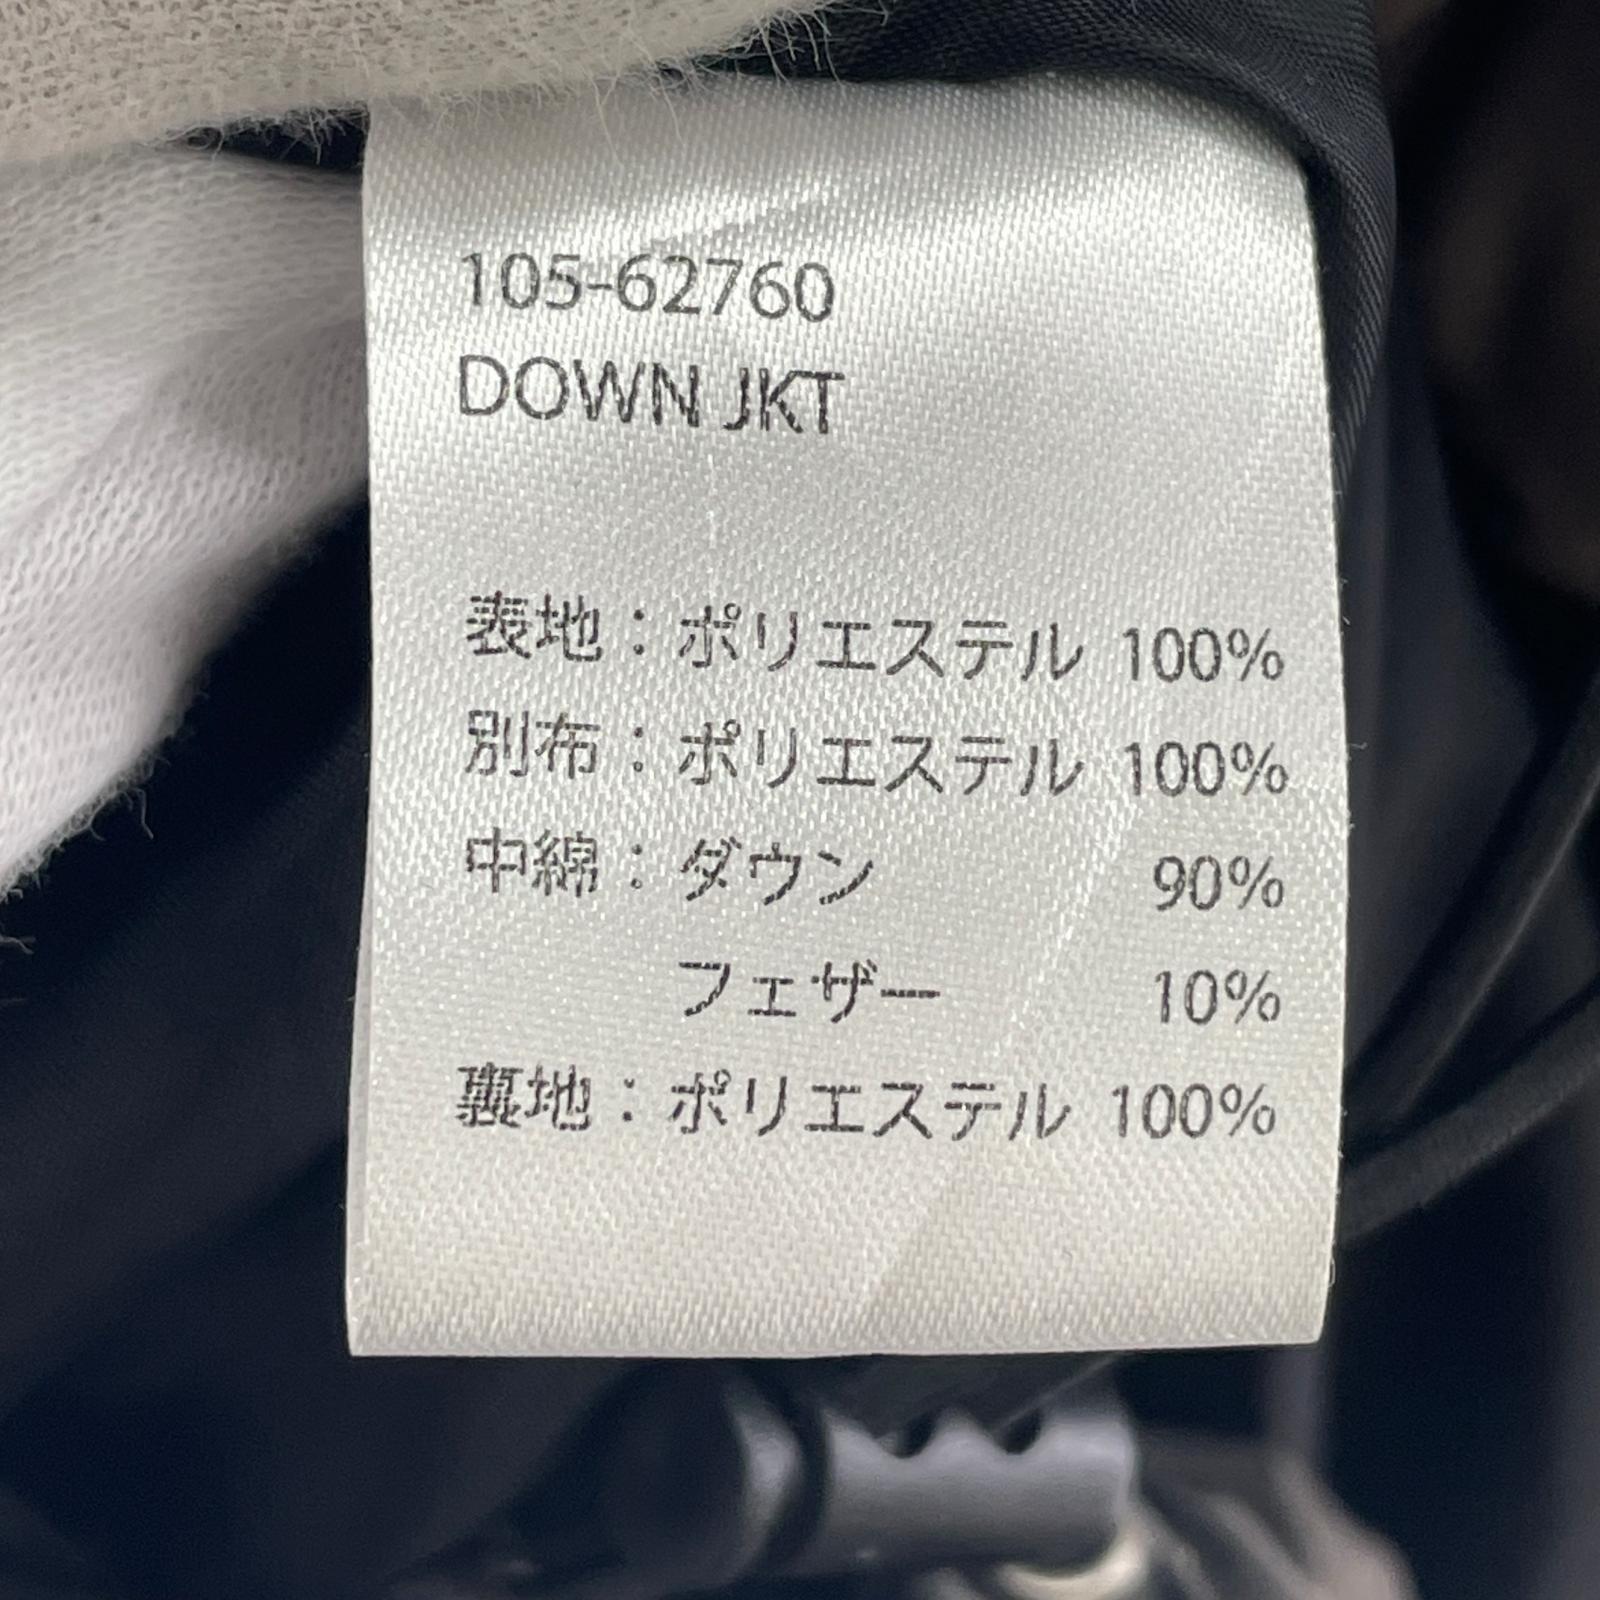 105-62760
DOWN JKT
表地：ポリエステル 100%
別布：ポリエステル 100%
中綿：ダウン 90%
フェザー 10%
裏地：ポリエステル 100%